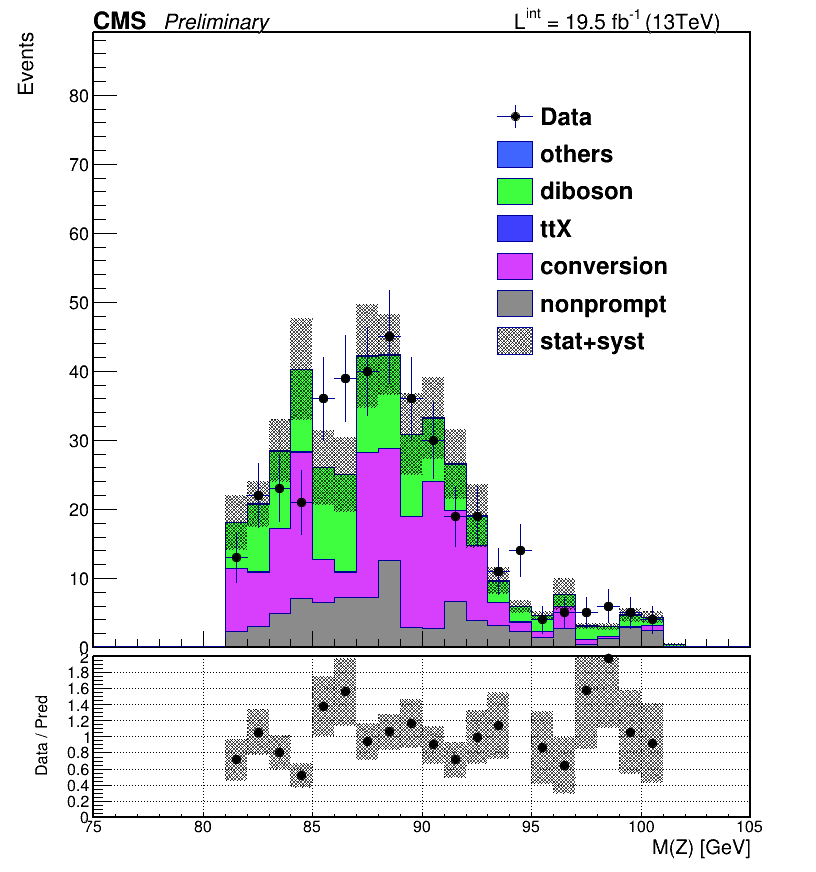 CMS Preliminary L^int = 19.5 fb^-1 (13TeV)
Events
80
70
60
50
40
30
20
10
0
Data
others
diboson
ttX
conversion
nonprompt
stat+syst
Data / Pred
2
1.8
1.6
1.4
1.2
1
0.8
0.6
0.4
0.2
0
75 80 85 90 95 100 105
M(Z) [GeV]